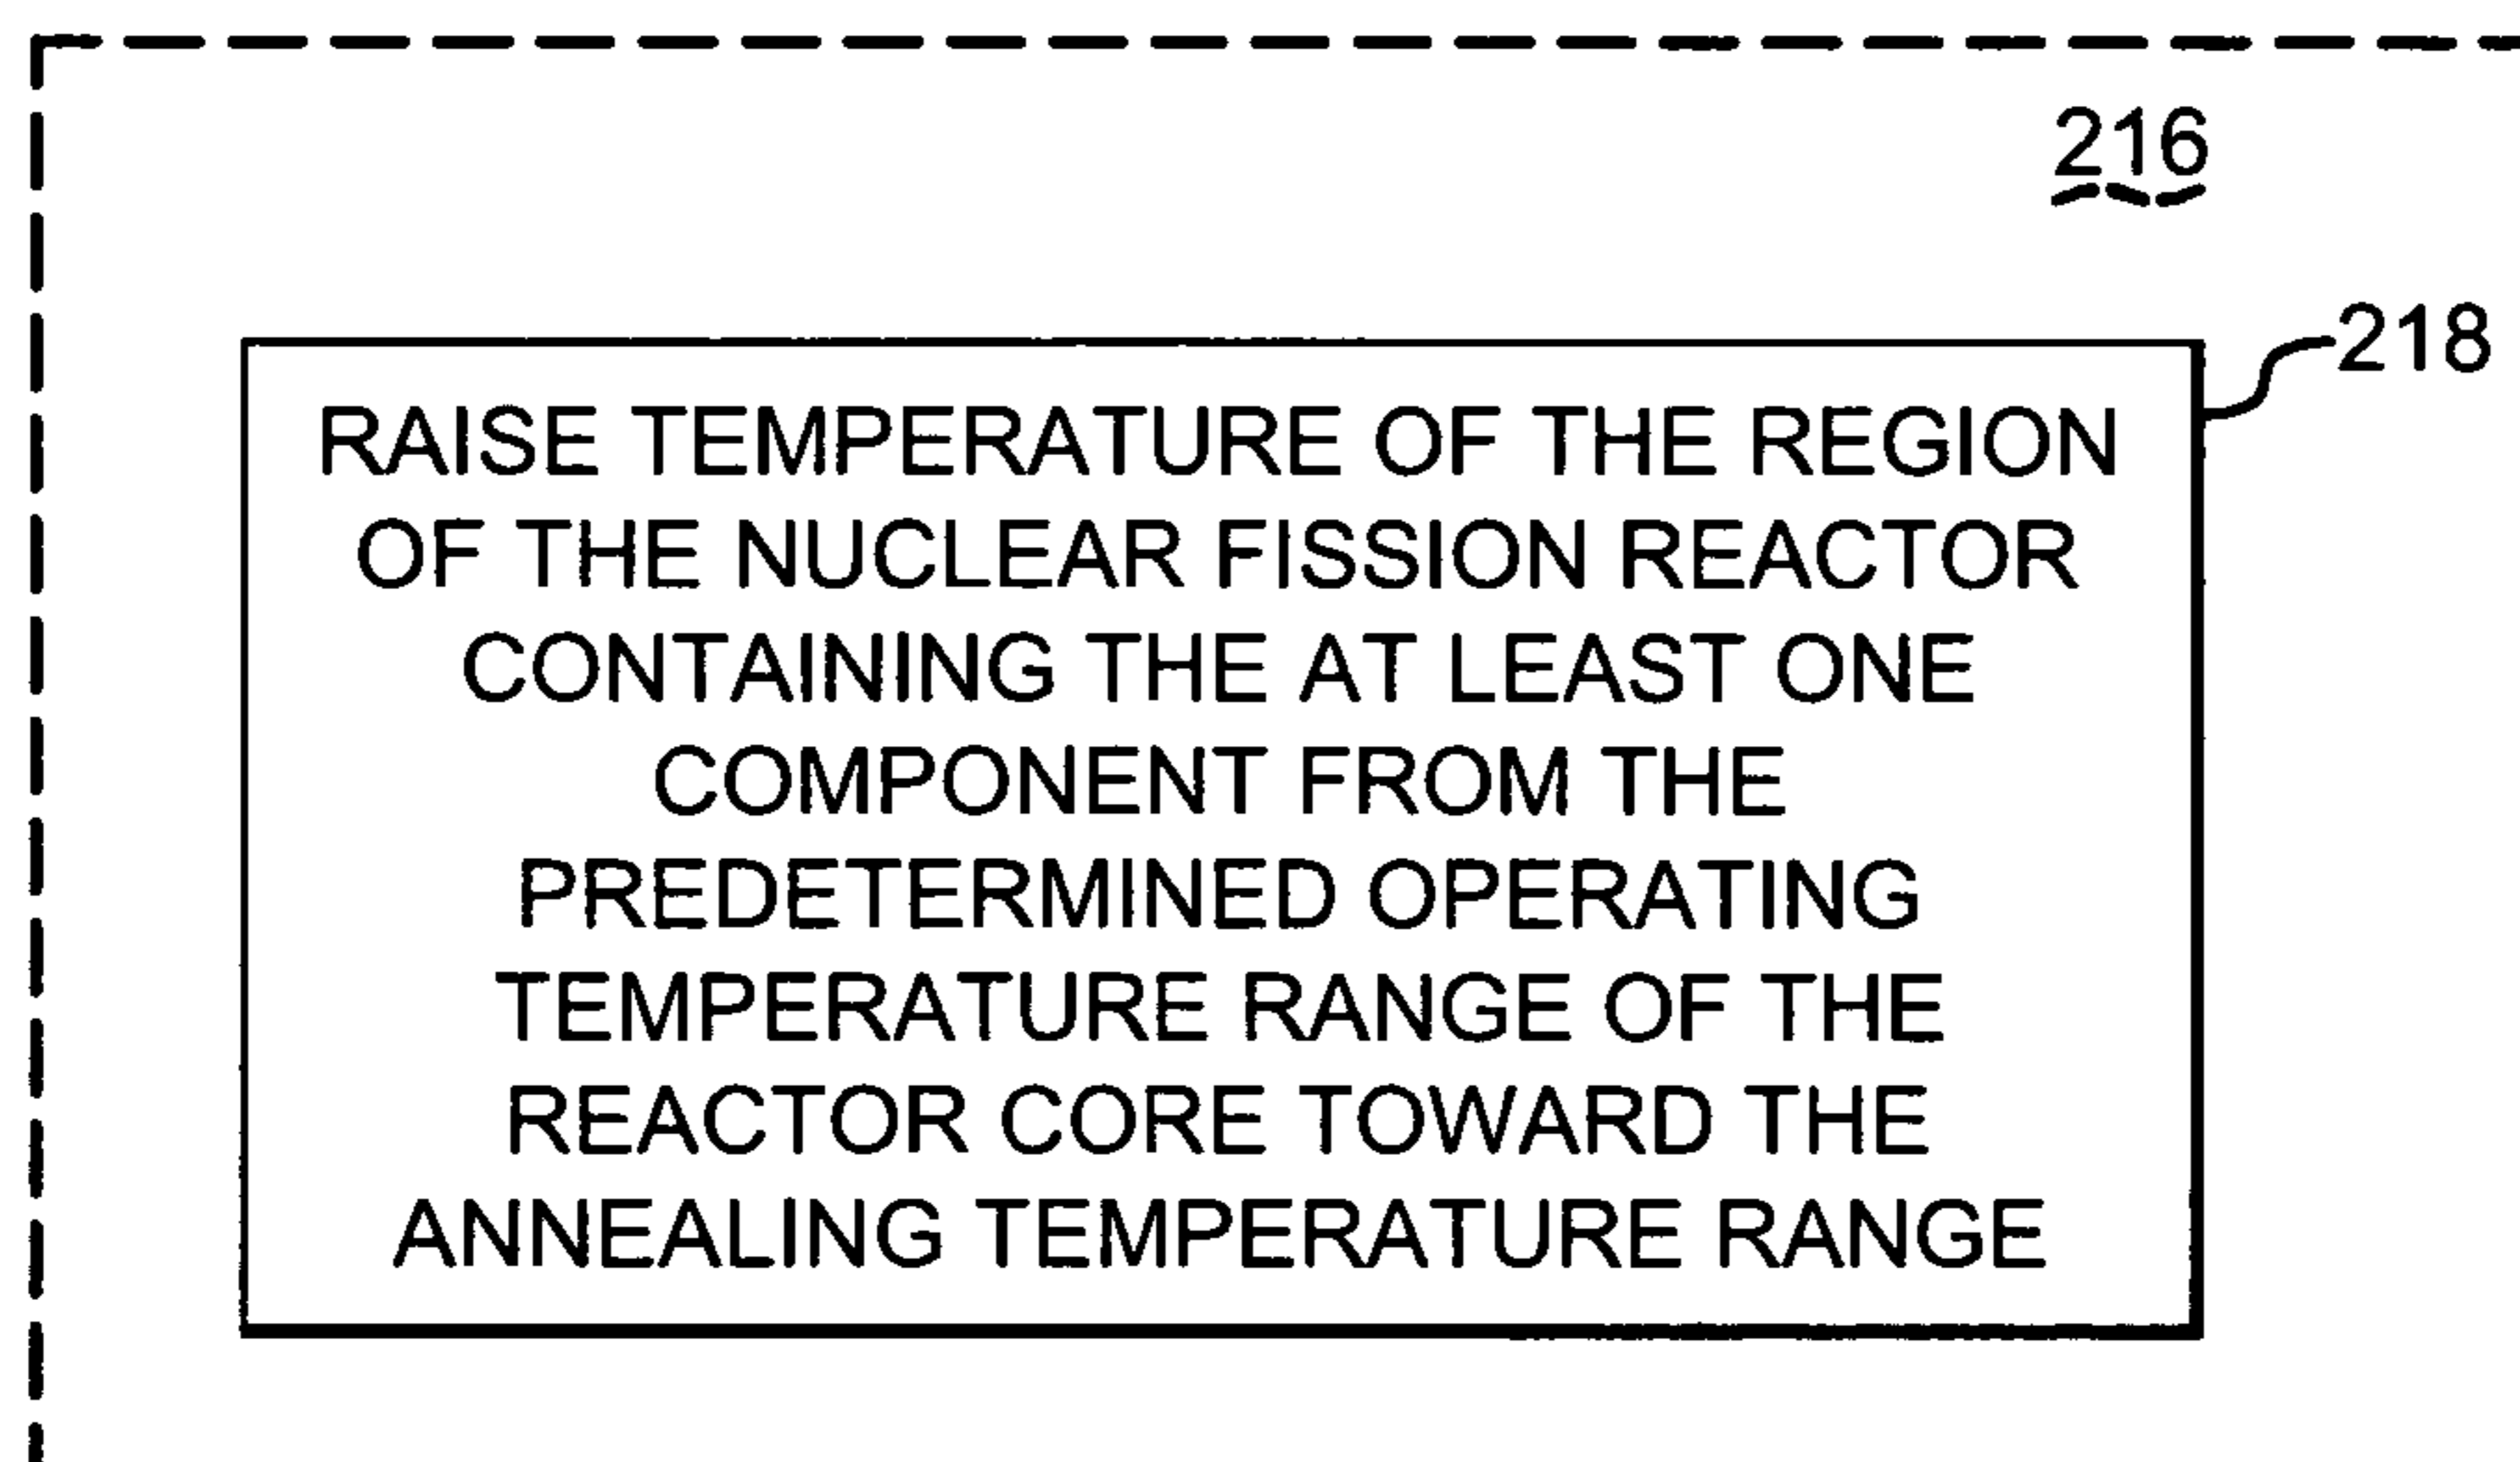 216
218
RAISE TEMPERATURE OF THE REGION
OF THE NUCLEAR FISSION REACTOR
CONTAINING THE AT LEAST ONE
COMPONENT FROM THE
PREDETERMINED OPERATING
TEMPERATURE RANGE OF THE
REACTOR CORE TOWARD THE
ANNEALING TEMPERATURE RANGE